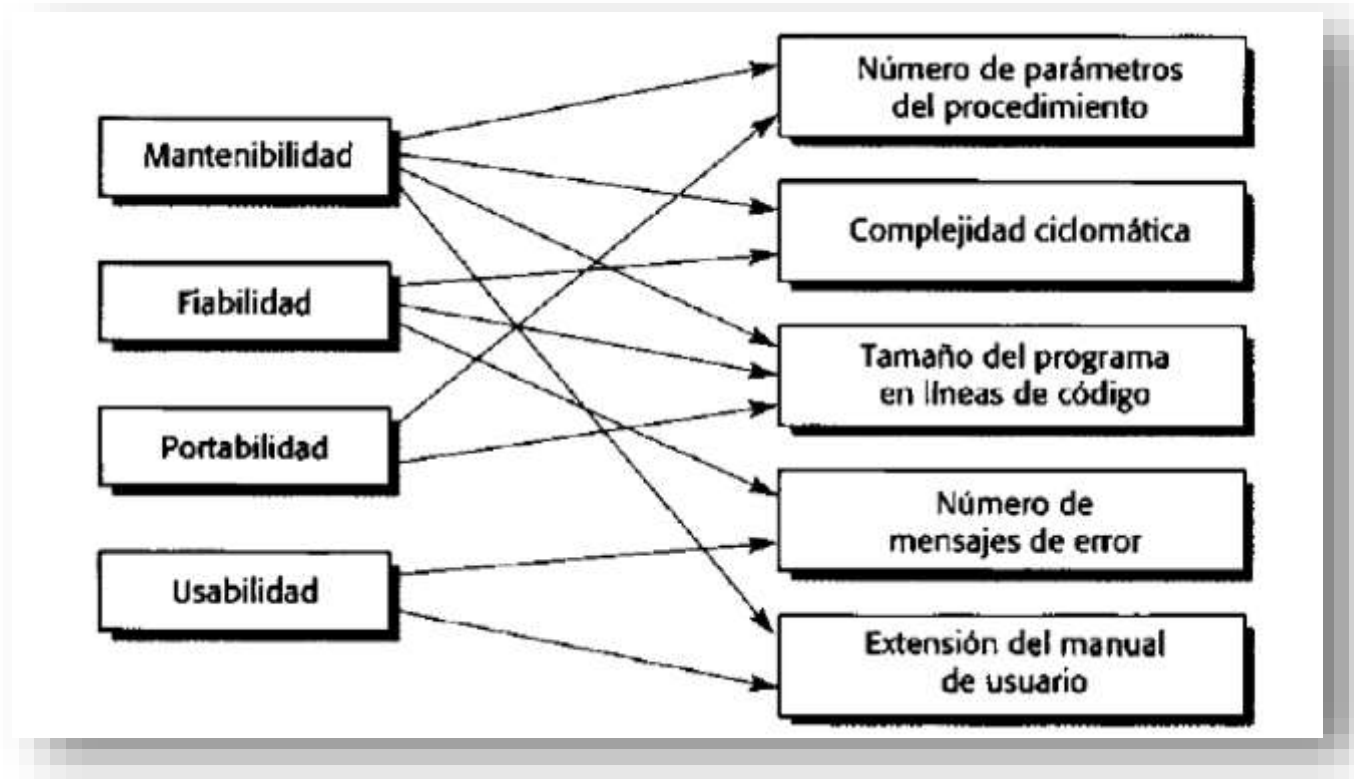 Mantenibilidad
Fiabilidad
Portabilidad
Usabilidad
Número de parámetros
del procedimiento
Complejidad ciclomática
Tamaño del programa
en líneas de código
Número de
mensajes de error
Extensión del manual
de usuario